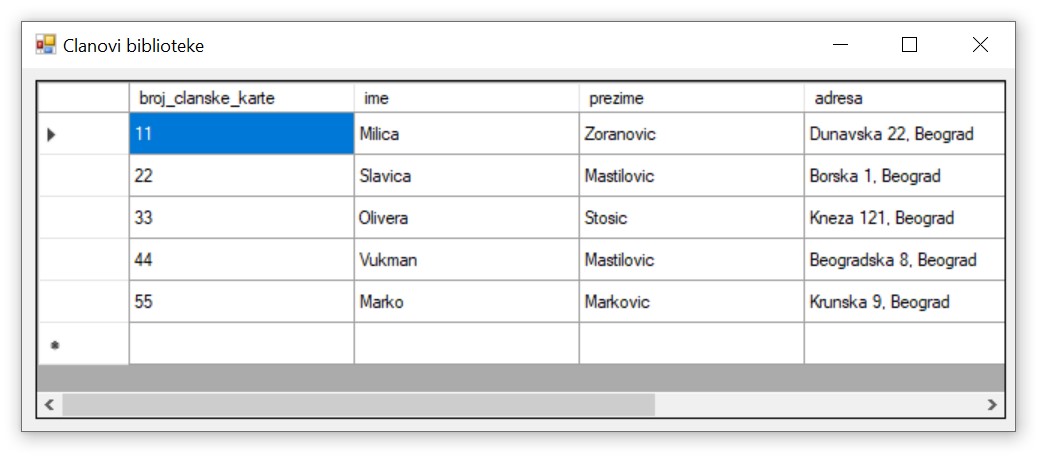 Clanovi biblioteke
broj_clanske_karte ime prezime adresa
11 Milica Zoranovic Dunavska 22, Beograd
22 Slavica Mastilovic Borska 1, Beograd
33 Olivera Stosic Kneza 121, Beograd
44 Vukman Mastilovic Beogradska 8, Beograd
55 Marko Markovic Krunska 9, Beograd